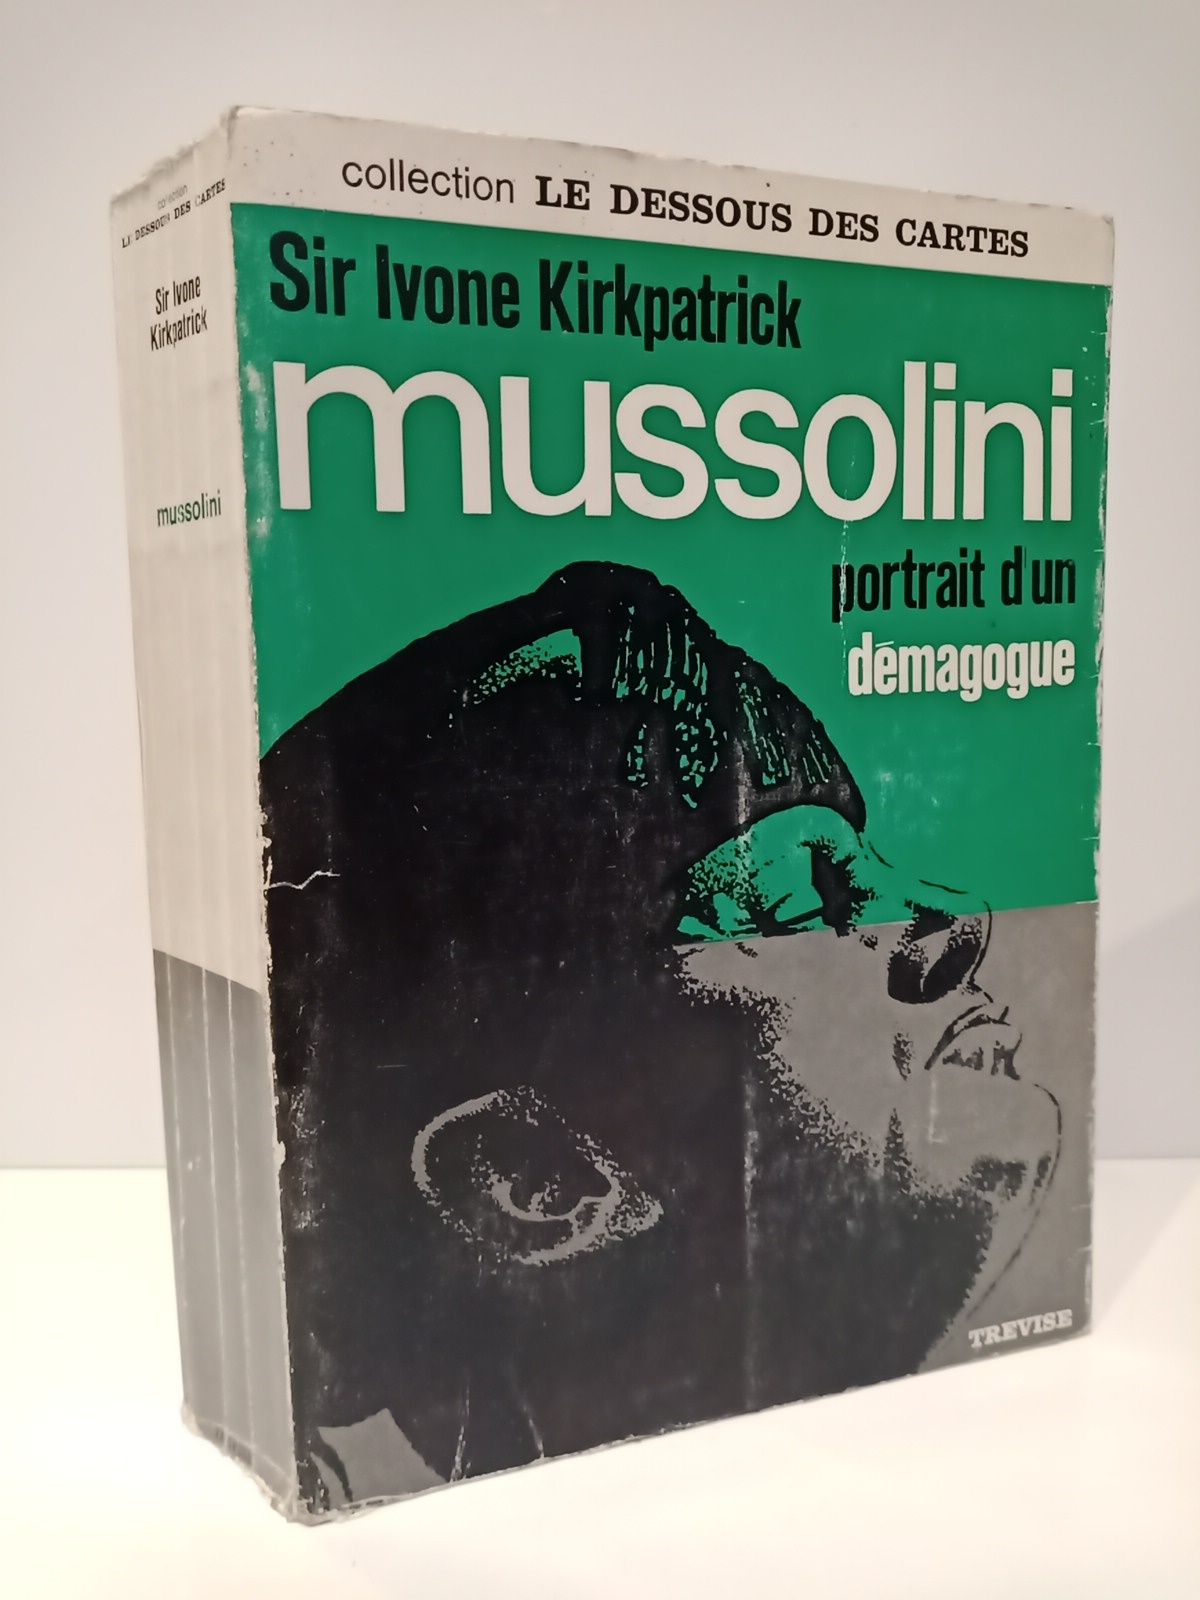 collection LE DESSOUS DES CARTES
Sir Ivone Kirkpatrick
mussolini
portrait d'un
démagogue
TREVISE
collection
LE DESSOUS DES CARTES
Sir Ivone
Kirkpatrick
mussolini